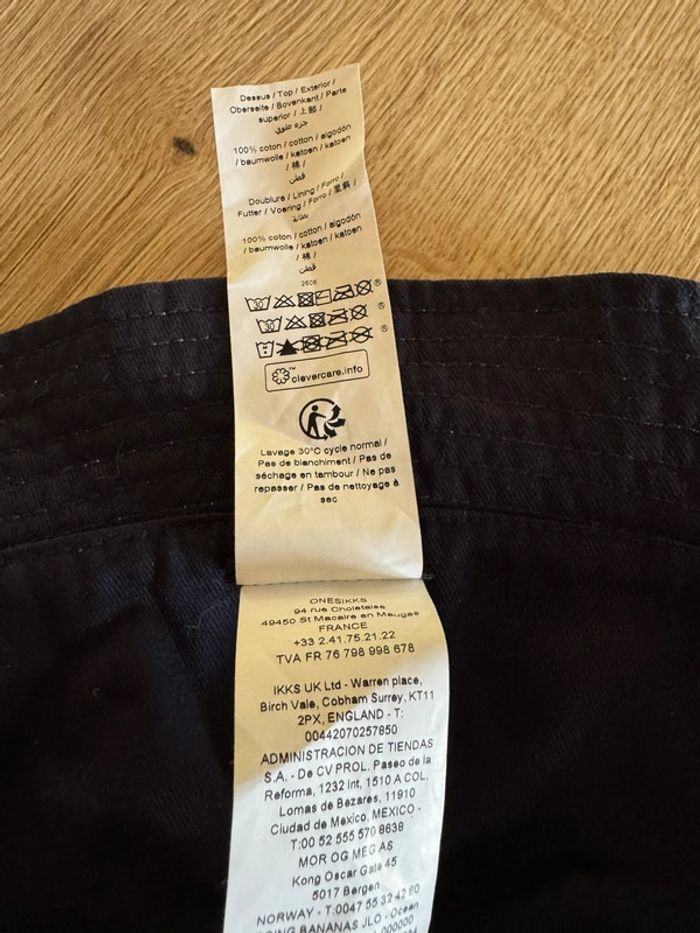 Dessus / Top / Exterior /
Oberseite / Bovenkant / Parte
superior / 上部 /
جزء علوي
100% coton / cotton / algodón
/ baumwolle / katoen / katoen
/ 棉 /
قطن
Doublure / Lining / Forro /
Futter / Voering / Forro / 里料 /
بطانة
100% coton / cotton / algodón
/ baumwolle / katoen / katoen
/ 棉 /
قطن
2606
clevercare.info
Lavage 30°C cycle normal /
Pas de blanchiment / Pas de
séchage en tambour / Ne pas
repasser / Pas de nettoyage à
sec
ONESIKKS
94 rue Choletaise
49450 St Macaire en Mauges
FRANCE
+33 2.41.75.21.22
TVA FR 76 798 998 678
IKKS UK Ltd - Warren place,
Birch Vale, Cobham Surrey, KT11
2PX, ENGLAND - T:
00442070257850
ADMINISTRACION DE TIENDAS
S.A. - De CV PROL. Paseo de la
Reforma, 1232 Int, 1510 A COL.
Lomas de Bezares, 11910
Ciudad de Mexico, MEXICO -
T:00 52 555 570 8638
MOR OG MEG AS
Kong Oscar Gate 45
5017 Bergen
NORWAY - T:0047 55 32 42 80
BANANAS JLO - Ocean